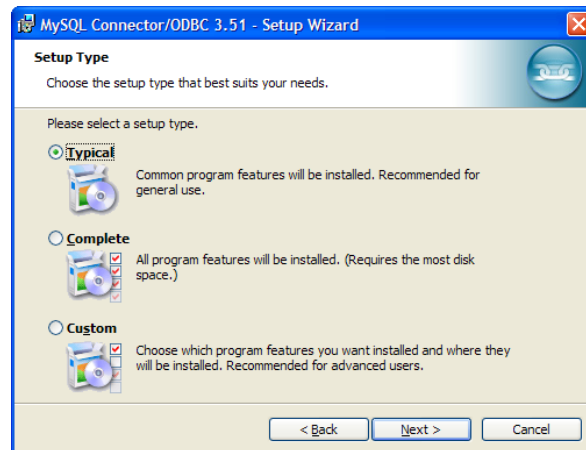 MySQL Connector/ODBC 3.51 - Setup Wizard
Setup Type
Choose the setup type that best suits your needs.
Please select a setup type.
Typical
Common program features will be installed. Recommended for
general use.
Complete
All program features will be installed. (Requires the most disk
space.)
Custom
Choose which program features you want installed and where they
will be installed. Recommended for advanced users.
< Back
Next >
Cancel